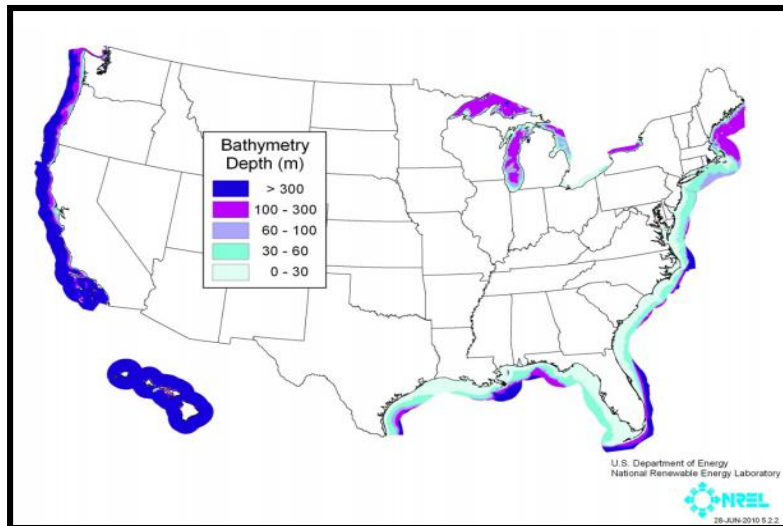 Bathymetry
Depth (m)
> 300
100 - 300
60 - 100
30 - 60
0 - 30
U.S. Department of Energy
National Renewable Energy Laboratory
NREL
28-JUN-2010 5.2.2